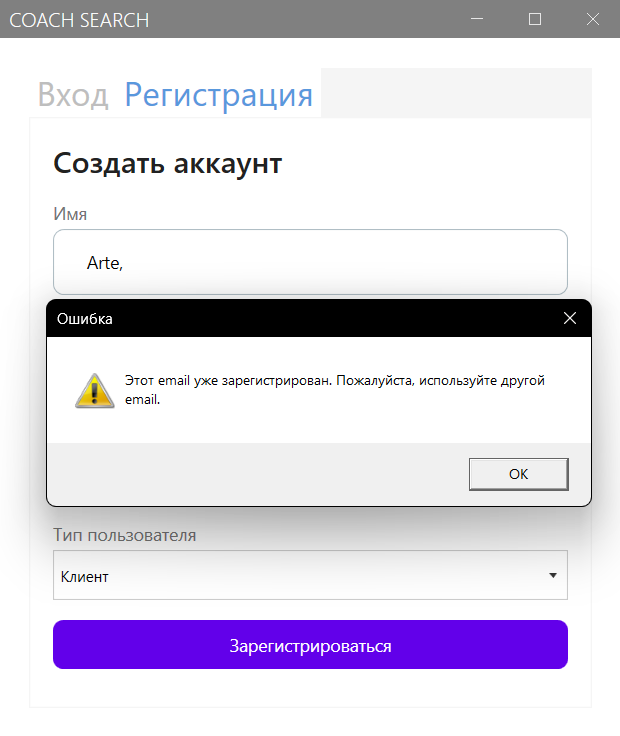 COACH SEARCH
Вход Регистрация
Создать аккаунт
Имя
Arte,
Ошибка
Этот email уже зарегистрирован. Пожалуйста, используйте другой
email.
OK
Тип пользователя
Клиент
Зарегистрироваться